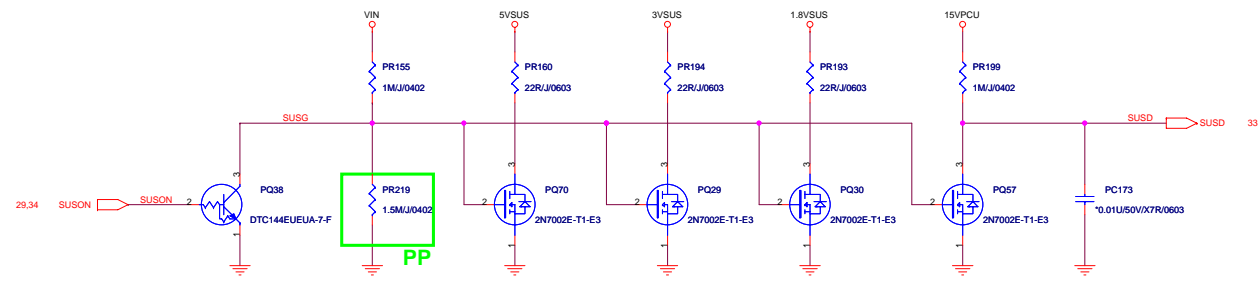 VIN
5VSUS
3VSUS
1.8VSUS
15VPCU
PR155
1M/J/0402
PR160
22R/J/0603
PR194
22R/J/0603
PR193
22R/J/0603
PR199
1M/J/0402
SUSG
SUSD
SUSD
33
29,34
SUSON
SUSON
2
3
1
PQ38
DTC144EUEUA-7-F
PR219
1.5M/J/0402
PP
2
3
1
PQ70
2N7002E-T1-E3
2
3
1
PQ29
2N7002E-T1-E3
2
3
1
PQ30
2N7002E-T1-E3
2
3
1
PQ57
2N7002E-T1-E3
PC173
*0.01U/50V/X7R/0603